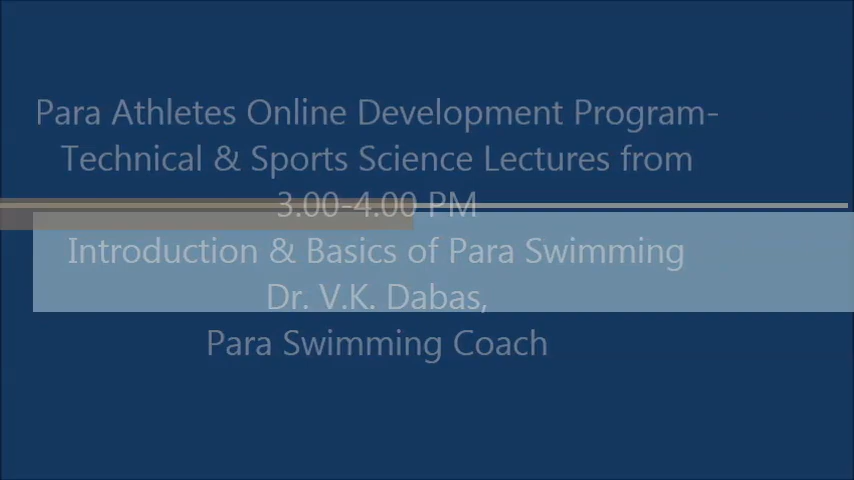 Para Athletes Online Development Program-
Technical & Sports Science Lectures from
3.00-4.00 PM
Introduction & Basics of Para Swimming
Dr. V.K. Dabas,
Para Swimming Coach